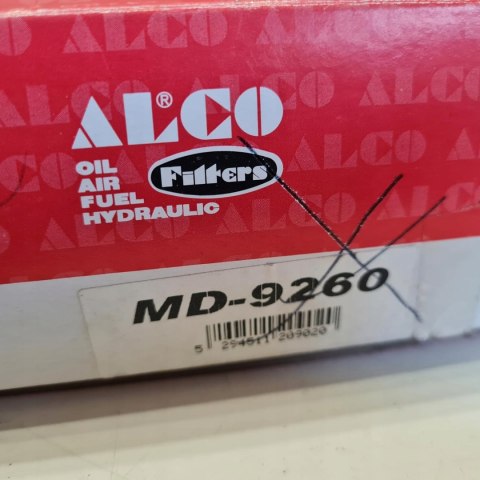 ALCO®
OIL
AIR
FUEL
HYDRAULIC
Filters
MD-9260
5 294511 209020